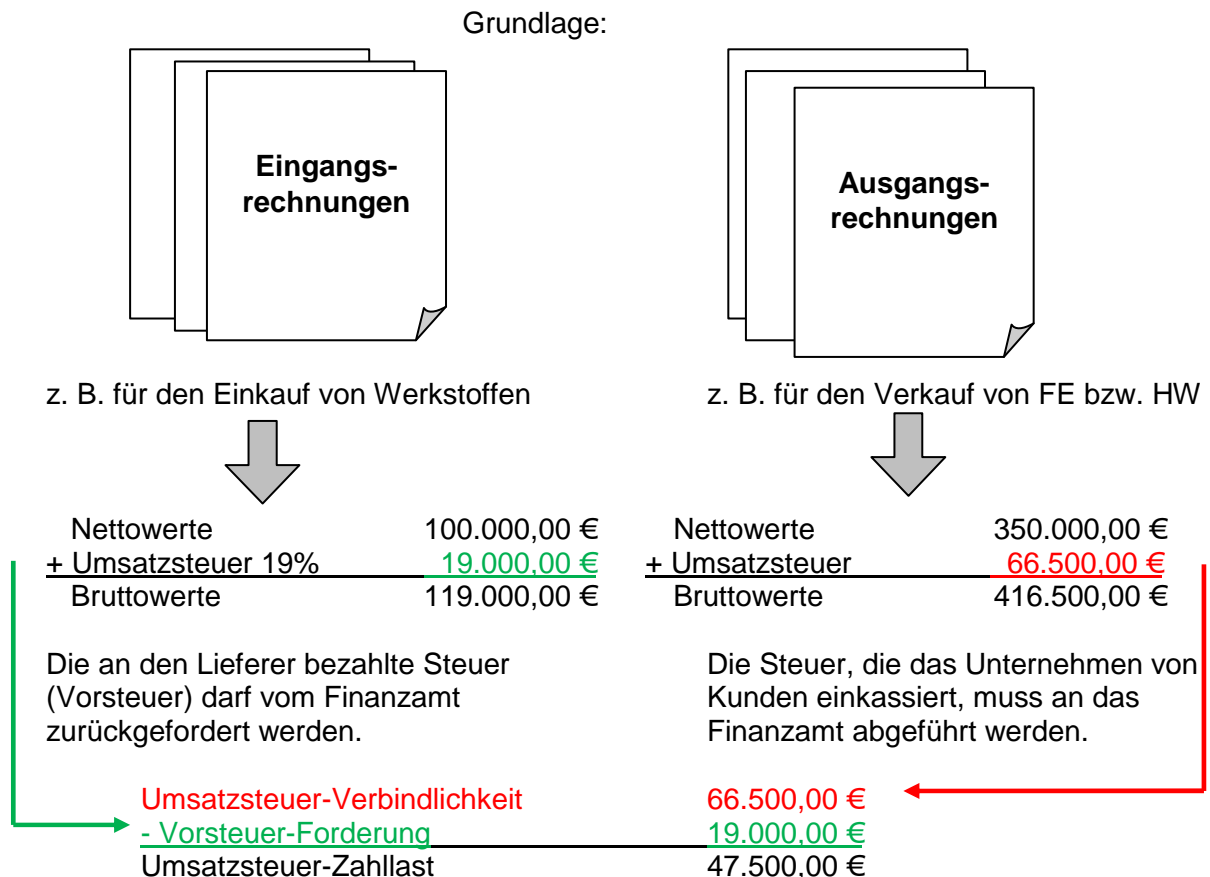 Grundlage:
Eingangs-
rechnungen
Ausgangs-
rechnungen
z. B. für den Einkauf von Werkstoffen
z. B. für den Verkauf von FE bzw. HW
Nettowerte 100.000,00 €
+ Umsatzsteuer 19% 19.000,00 €
Bruttowerte 119.000,00 €
Nettowerte 350.000,00 €
+ Umsatzsteuer 66.500,00 €
Bruttowerte 416.500,00 €
Die an den Lieferer bezahlte Steuer
(Vorsteuer) darf vom Finanzamt
zurückgefordert werden.
Die Steuer, die das Unternehmen von
Kunden einkassiert, muss an das
Finanzamt abgeführt werden.
Umsatzsteuer-Verbindlichkeit 66.500,00 €
- Vorsteuer-Forderung 19.000,00 €
Umsatzsteuer-Zahllast 47.500,00 €